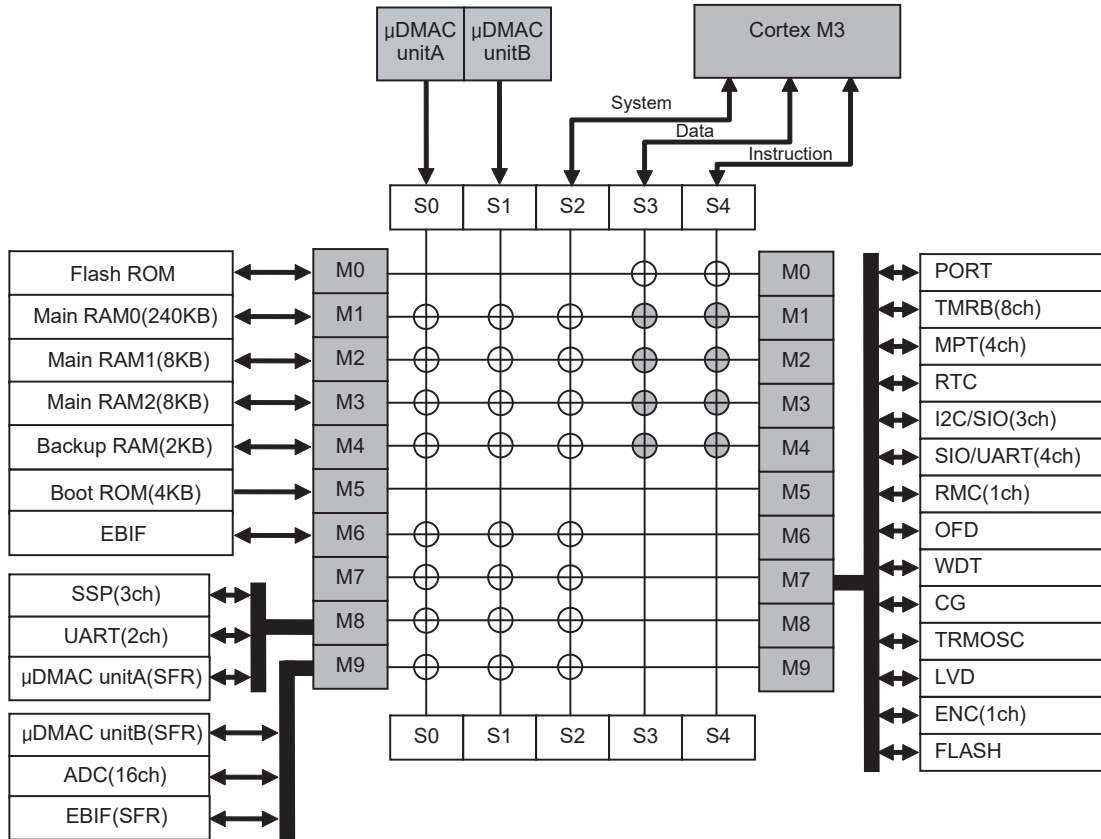 μDMAC
unitA
μDMAC
unitB
Cortex M3
System
Data
Instruction
S0
S1
S2
S3
S4
Flash ROM
Main RAM0(240KB)
Main RAM1(8KB)
Main RAM2(8KB)
Backup RAM(2KB)
Boot ROM(4KB)
EBIF
SSP(3ch)
UART(2ch)
μDMAC unitA(SFR)
μDMAC unitB(SFR)
ADC(16ch)
EBIF(SFR)
M0
M1
M2
M3
M4
M5
M6
M7
M8
M9
M0
M1
M2
M3
M4
M5
M6
M7
M8
M9
PORT
TMRB(8ch)
MPT(4ch)
RTC
I2C/SIO(3ch)
SIO/UART(4ch)
RMC(1ch)
OFD
WDT
CG
TRMOSC
LVD
ENC(1ch)
FLASH
S0
S1
S2
S3
S4